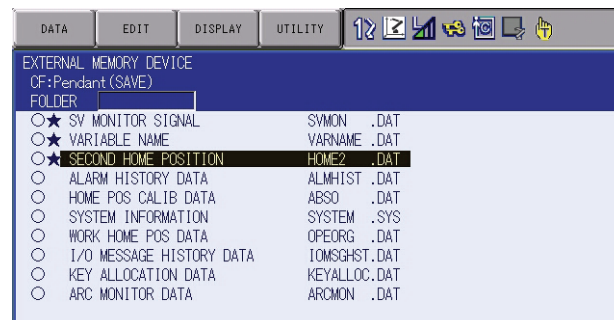 DATA EDIT DISPLAY UTILITY
EXTERNAL MEMORY DEVICE
CF:Pendant(SAVE)
FOLDER
○★ SV MONITOR SIGNAL SVMON .DAT
○★ VARIABLE NAME VARNAME .DAT
○★ SECOND HOME POSITION HOME2 .DAT
○ ALARM HISTORY DATA ALMHIST .DAT
○ HOME POS CALIB DATA ABSO .DAT
○ SYSTEM INFORMATION SYSTEM .SYS
○ WORK HOME POS DATA OPEORG .DAT
○ I/O MESSAGE HISTORY DATA IOMSGHST.DAT
○ KEY ALLOCATION DATA KEYALLOC.DAT
○ ARC MONITOR DATA ARCMON .DAT